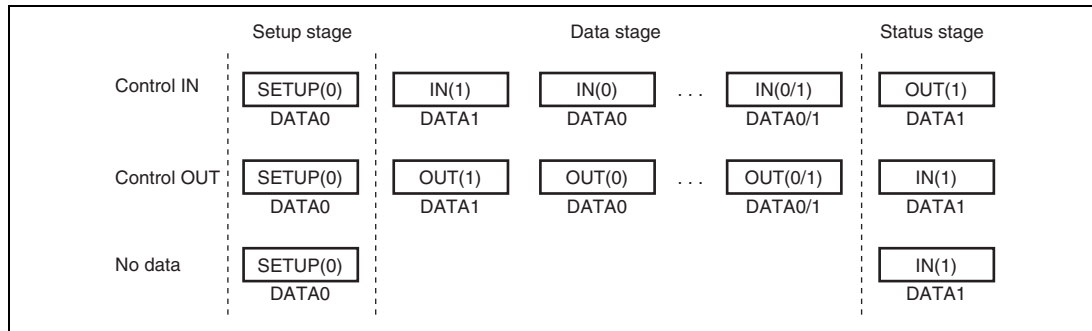 Setup stage Data stage Status stage
Control IN SETUP(0) IN(1) IN(0) . . . IN(0/1) OUT(1)
DATA0 DATA1 DATA0 DATA0/1 DATA1
Control OUT SETUP(0) OUT(1) OUT(0) . . . OUT(0/1) IN(1)
DATA0 DATA1 DATA0 DATA0/1 DATA1
No data SETUP(0) IN(1)
DATA0 DATA1